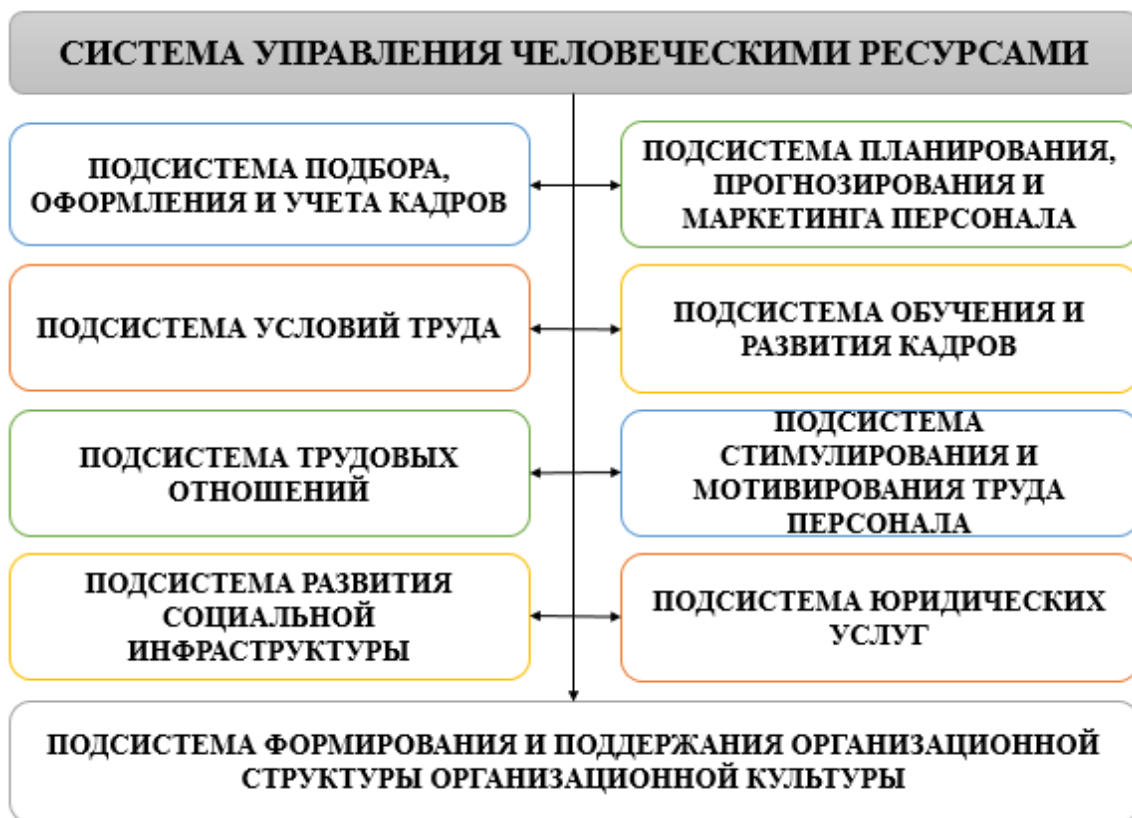 СИСТЕМА УПРАВЛЕНИЯ ЧЕЛОВЕЧЕСКИМИ РЕСУРСАМИ
ПОДСИСТЕМА ПОДБОРА,
ОФОРМЛЕНИЯ И УЧЕТА КАДРОВ
ПОДСИСТЕМА ПЛАНИРОВАНИЯ,
ПРОГНОЗИРОВАНИЯ И
МАРКЕТИНГА ПЕРСОНАЛА
ПОДСИСТЕМА УСЛОВИЙ ТРУДА
ПОДСИСТЕМА ОБУЧЕНИЯ И
РАЗВИТИЯ КАДРОВ
ПОДСИСТЕМА ТРУДОВЫХ
ОТНОШЕНИЙ
ПОДСИСТЕМА
СТИМУЛИРОВАНИЯ И
МОТИВИРОВАНИЯ ТРУДА
ПЕРСОНАЛА
ПОДСИСТЕМА РАЗВИТИЯ
СОЦИАЛЬНОЙ
ИНФРАСТРУКТУРЫ
ПОДСИСТЕМА ЮРИДИЧЕСКИХ
УСЛУГ
ПОДСИСТЕМА ФОРМИРОВАНИЯ И ПОДДЕРЖАНИЯ ОРГАНИЗАЦИОННОЙ
СТРУКТУРЫ ОРГАНИЗАЦИОННОЙ КУЛЬТУРЫ